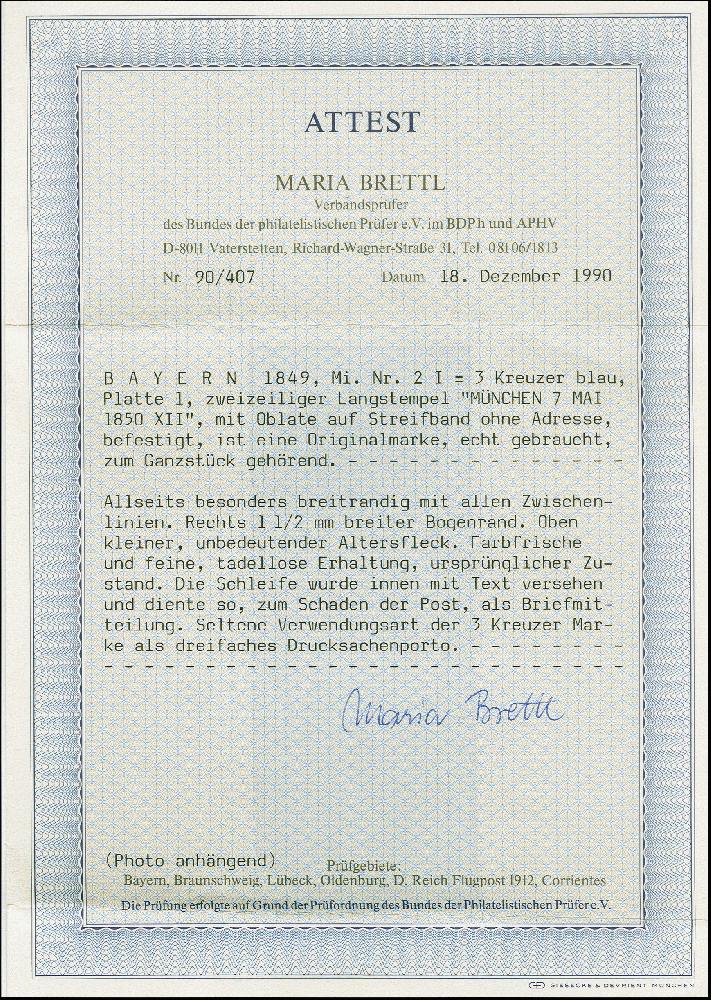 ATTEST
MARIA BRETTL
Verbandsprüfer
des Bundes der philatelistischen Prüfer e.V. im BDPh und APHV
D-8011 Vaterstetten, Richard-Wagner-Straße 31, Tel. 08106/1813
Nr. 90/407 Datum 18. Dezember 1990
B A Y E R N 1849, Mi. Nr. 2 I = 3 Kreuzer blau,
Platte 1, zweizeiliger Langstempel "MÜNCHEN 7 MAI
1850 XII", mit Oblate auf Streifband ohne Adresse,
befestigt, ist eine Originalmarke, echt gebraucht,
zum Ganzstück gehörend. - - - - - - - - - - - - - -
Allseits besonders breitrandig mit allen Zwischen-
linien. Rechts 1 1/2 mm breiter Bogenrand. Oben
kleiner, unbedeutender Altersfleck. Farbfrische
und feine, tadellose Erhaltung, ursprünglicher Zu-
stand. Die Schleife wurde innen mit Text versehen
und diente so, zum Schaden der Post, als Briefmit-
teilung. Seltene Verwendungsart der 3 Kreuzer Mar-
ke als dreifaches Drucksachenporto. - - - - - - - -
- - - - - - - - - - - - - - - - - - - - - - - - - -
Maria Brettl
(Photo anhängend)
Prüfgebiete:
Bayern, Braunschweig, Lübeck, Oldenburg, D. Reich Flugpost 1912, Corrientes
Die Prüfung erfolgte auf Grund der Prüfordnung des Bundes der Philatelistischen Prüfer e.V.
GIESECKE & DEVRIENT MÜNCHEN